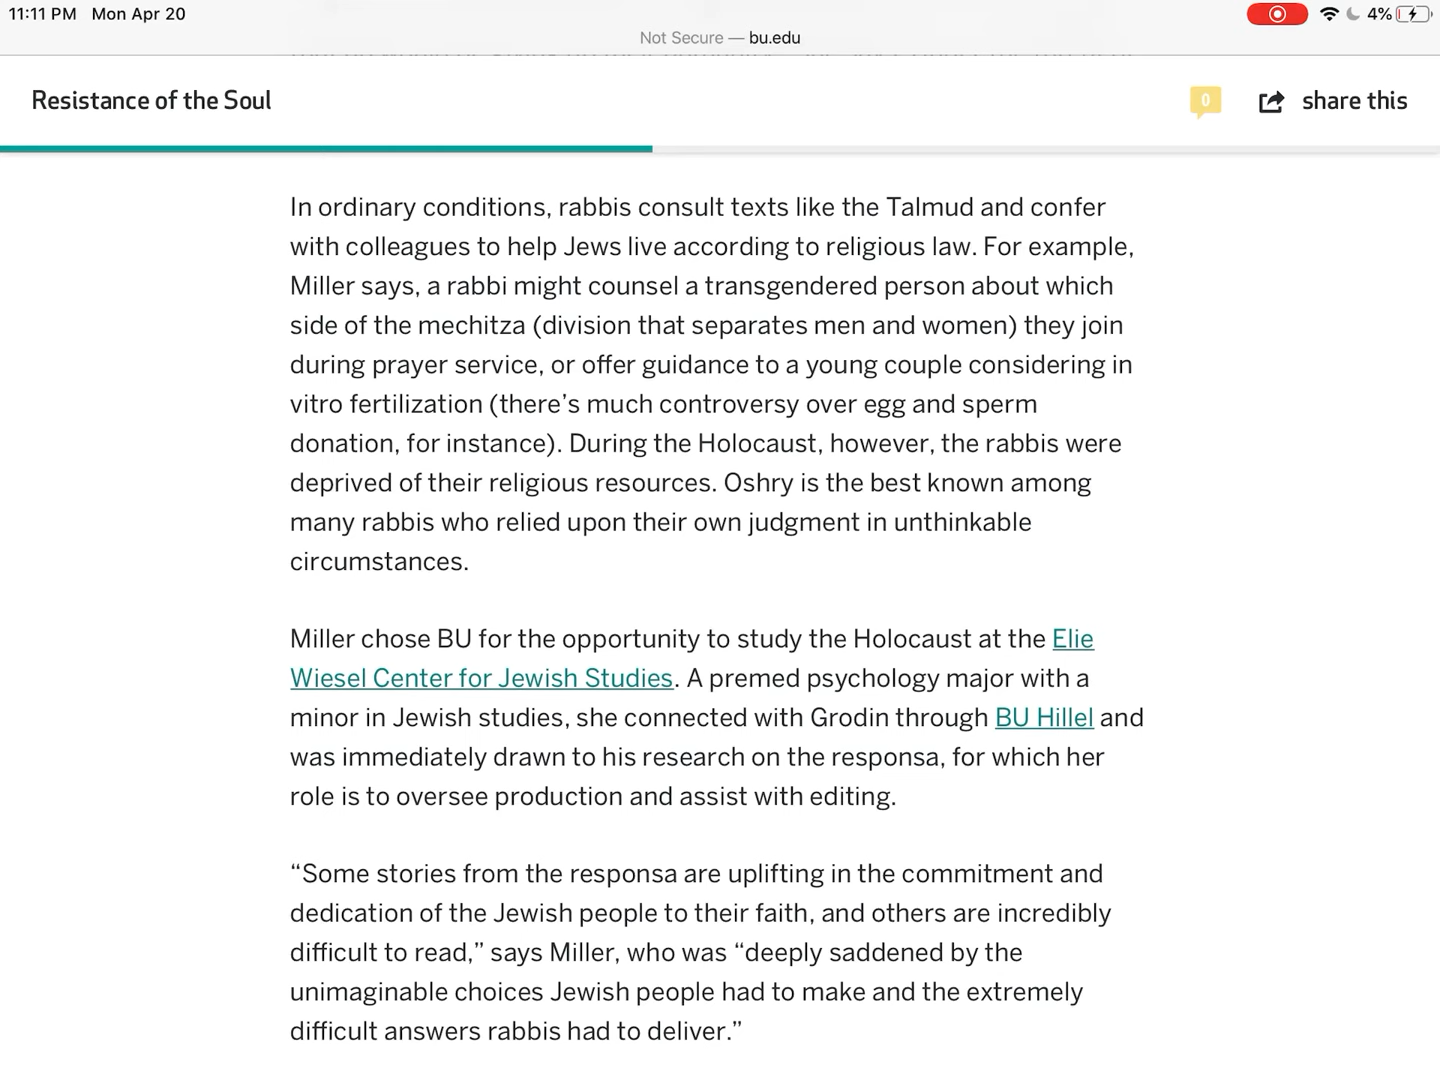 11:11 PM Mon Apr 20
4%
Not Secure — bu.edu
Resistance of the Soul
0
share this
In ordinary conditions, rabbis consult texts like the Talmud and confer
with colleagues to help Jews live according to religious law. For example,
Miller says, a rabbi might counsel a transgendered person about which
side of the mechitza (division that separates men and women) they join
during prayer service, or offer guidance to a young couple considering in
vitro fertilization (there’s much controversy over egg and sperm
donation, for instance). During the Holocaust, however, the rabbis were
deprived of their religious resources. Oshry is the best known among
many rabbis who relied upon their own judgment in unthinkable
circumstances.
Miller chose BU for the opportunity to study the Holocaust at the Elie
Wiesel Center for Jewish Studies. A premed psychology major with a
minor in Jewish studies, she connected with Grodin through BU Hillel and
was immediately drawn to his research on the responsa, for which her
role is to oversee production and assist with editing.
“Some stories from the responsa are uplifting in the commitment and
dedication of the Jewish people to their faith, and others are incredibly
difficult to read,” says Miller, who was “deeply saddened by the
unimaginable choices Jewish people had to make and the extremely
difficult answers rabbis had to deliver.”